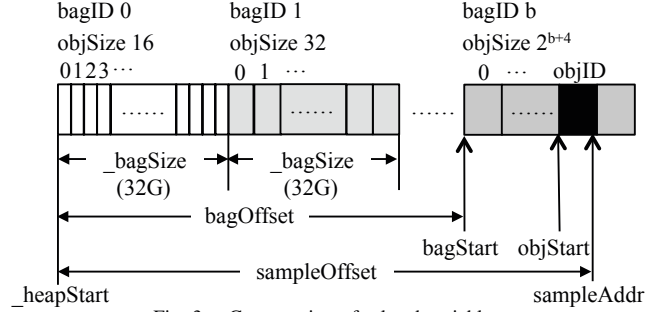 bagID 0 bagID 1 bagID b
objSize 16 objSize 32 objSize 2^{b+4}
0123⋯ 0 1 ⋯ 0 ⋯ objID
...... ...... ...... ......
_bagSize _bagSize
(32G) (32G)
bagOffset
bagStart objStart
sampleOffset
_heapStart sampleAddr